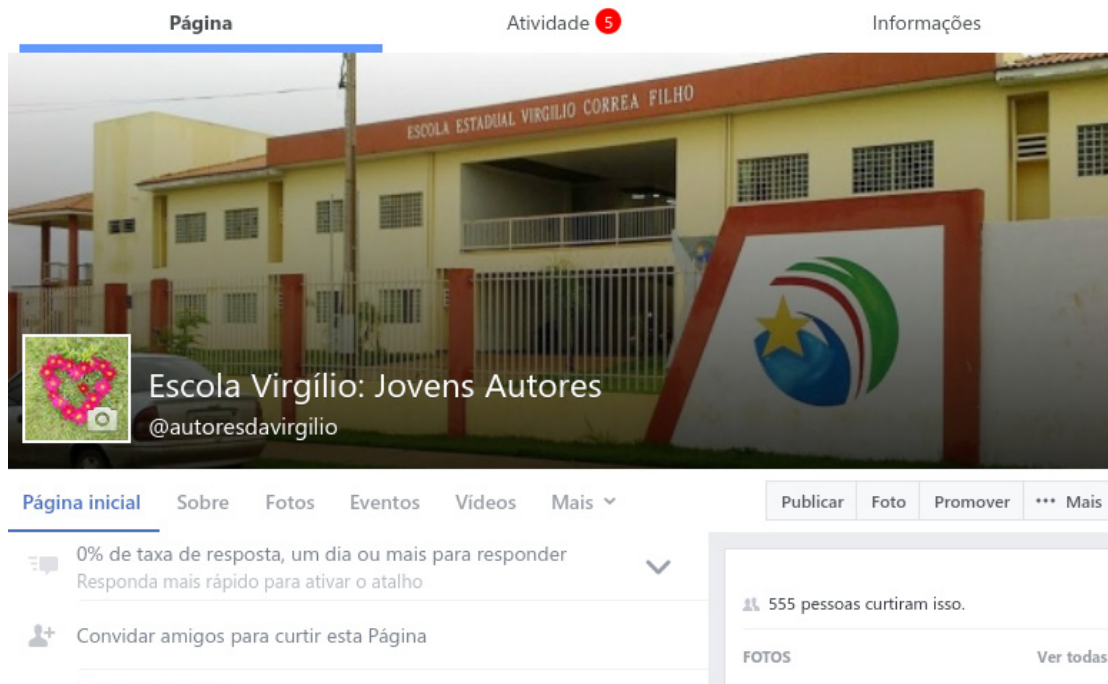 Página
Atividade 5
Informações
ESCOLA ESTADUAL VIRGILIO CORREA FILHO
Escola Virgílio: Jovens Autores
@autoresdavirgilio
Página inicial Sobre Fotos Eventos Vídeos Mais
Publicar Foto Promover ••• Mais
0% de taxa de resposta, um dia ou mais para responder
Responda mais rápido para ativar o atalho
Convidar amigos para curtir esta Página
555 pessoas curtiram isso.
FOTOS
Ver todas